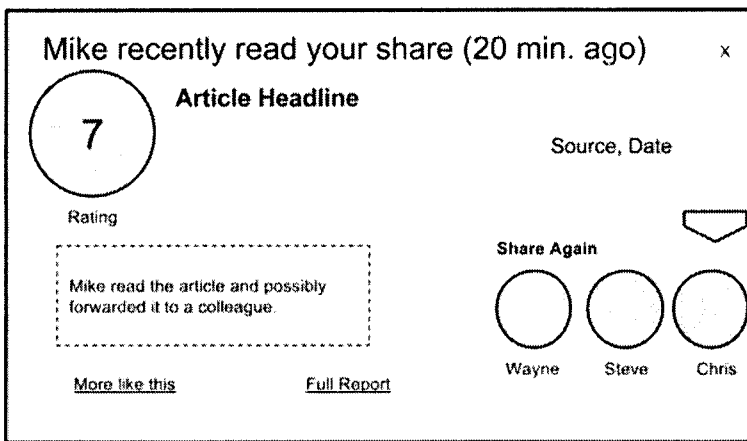 Mike recently read your share (20 min. ago)
x
Article Headline
7
Source, Date
Rating
Share Again
Mike read the article and possibly
forwarded it to a colleague.
Wayne
Steve
Chris
More like this
Full Report